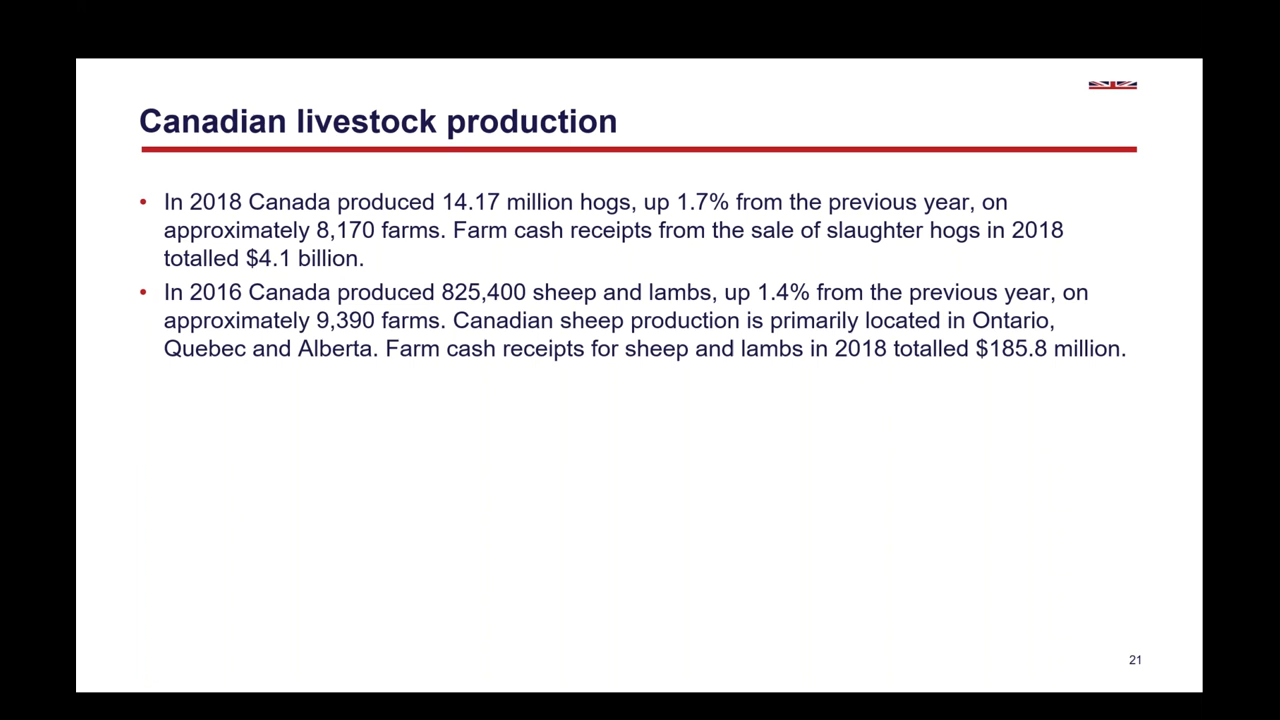 Canadian livestock production
• In 2018 Canada produced 14.17 million hogs, up 1.7% from the previous year, on
approximately 8,170 farms. Farm cash receipts from the sale of slaughter hogs in 2018
totalled $4.1 billion.
• In 2016 Canada produced 825,400 sheep and lambs, up 1.4% from the previous year, on
approximately 9,390 farms. Canadian sheep production is primarily located in Ontario,
Quebec and Alberta. Farm cash receipts for sheep and lambs in 2018 totalled $185.8 million.
21